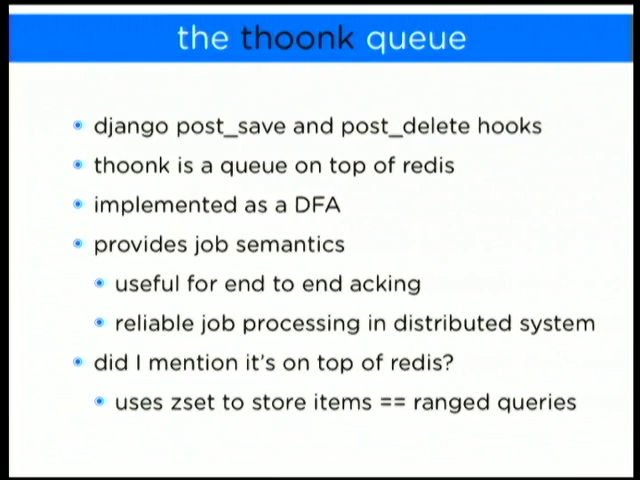 the thoonk queue
django post_save and post_delete hooks
thoonk is a queue on top of redis
implemented as a DFA
provides job semantics
useful for end to end acking
reliable job processing in distributed system
did I mention it's on top of redis?
uses zset to store items == ranged queries